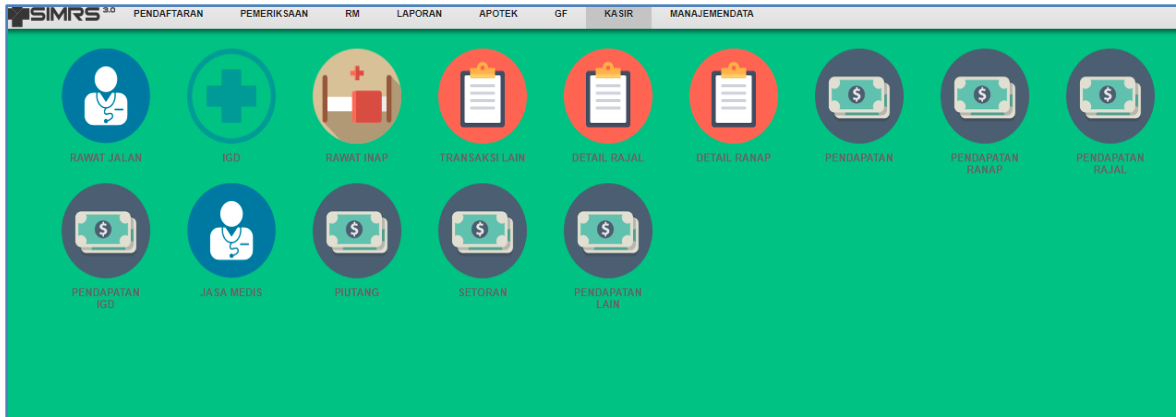 SIMRS 3.0 PENDAFTARAN PEMERIKSAAN RM LAPORAN APOTEK GF KASIR MANAJEMENDATA
RAWAT JALAN IGD RAWAT INAP TRANSAKSI LAIN DETAIL RAJAL DETAIL RANAP PENDAPATAN PENDAPATAN PENDAPATAN
RANAP RAJAL
PENDAPATAN JASA MEDIS PIUTANG SETORAN PENDAPATAN
IGD LAIN